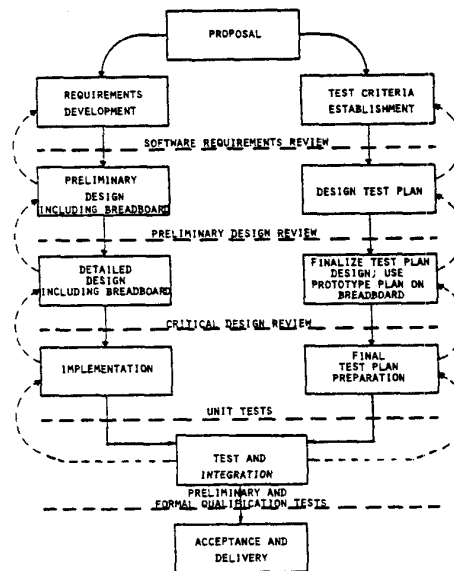 PROPOSAL
REQUIREMENTS
DEVELOPMENT
TEST CRITERIA
ESTABLISHMENT
SOFTWARE REQUIREMENTS REVIEW
PRELIMINARY
DESIGN
INCLUDING BREADBOARD
DESIGN TEST PLAN
PRELIMINARY DESIGN REVIEW
DETAILED
DESIGN
INCLUDING BREADBOARD
FINALIZE TEST PLAN
DESIGN; USE
PROTOTYPE PLAN ON
BREADBOARD
CRITICAL DESIGN REVIEW
IMPLEMENTATION
FINAL
TEST PLAN
PREPARATION
UNIT TESTS
TEST AND
INTEGRATION
PRELIMINARY AND
FORMAL QUALIFICATION TESTS
ACCEPTANCE AND
DELIVERY